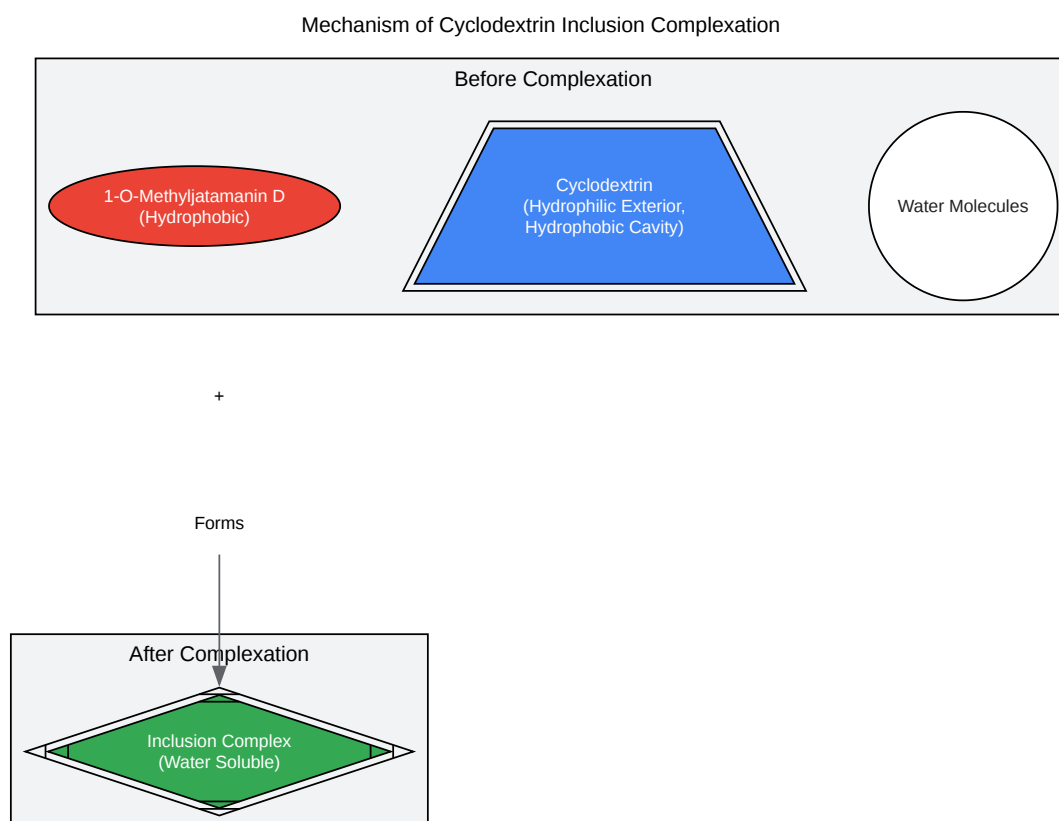 Mechanism of Cyclodextrin Inclusion Complexation
Before Complexation
1-O-Methyljatamanin D
(Hydrophobic)
Cyclodextrin
(Hydrophilic Exterior,
Hydrophobic Cavity)
Water Molecules
+
Forms
After Complexation
Inclusion Complex
(Water Soluble)